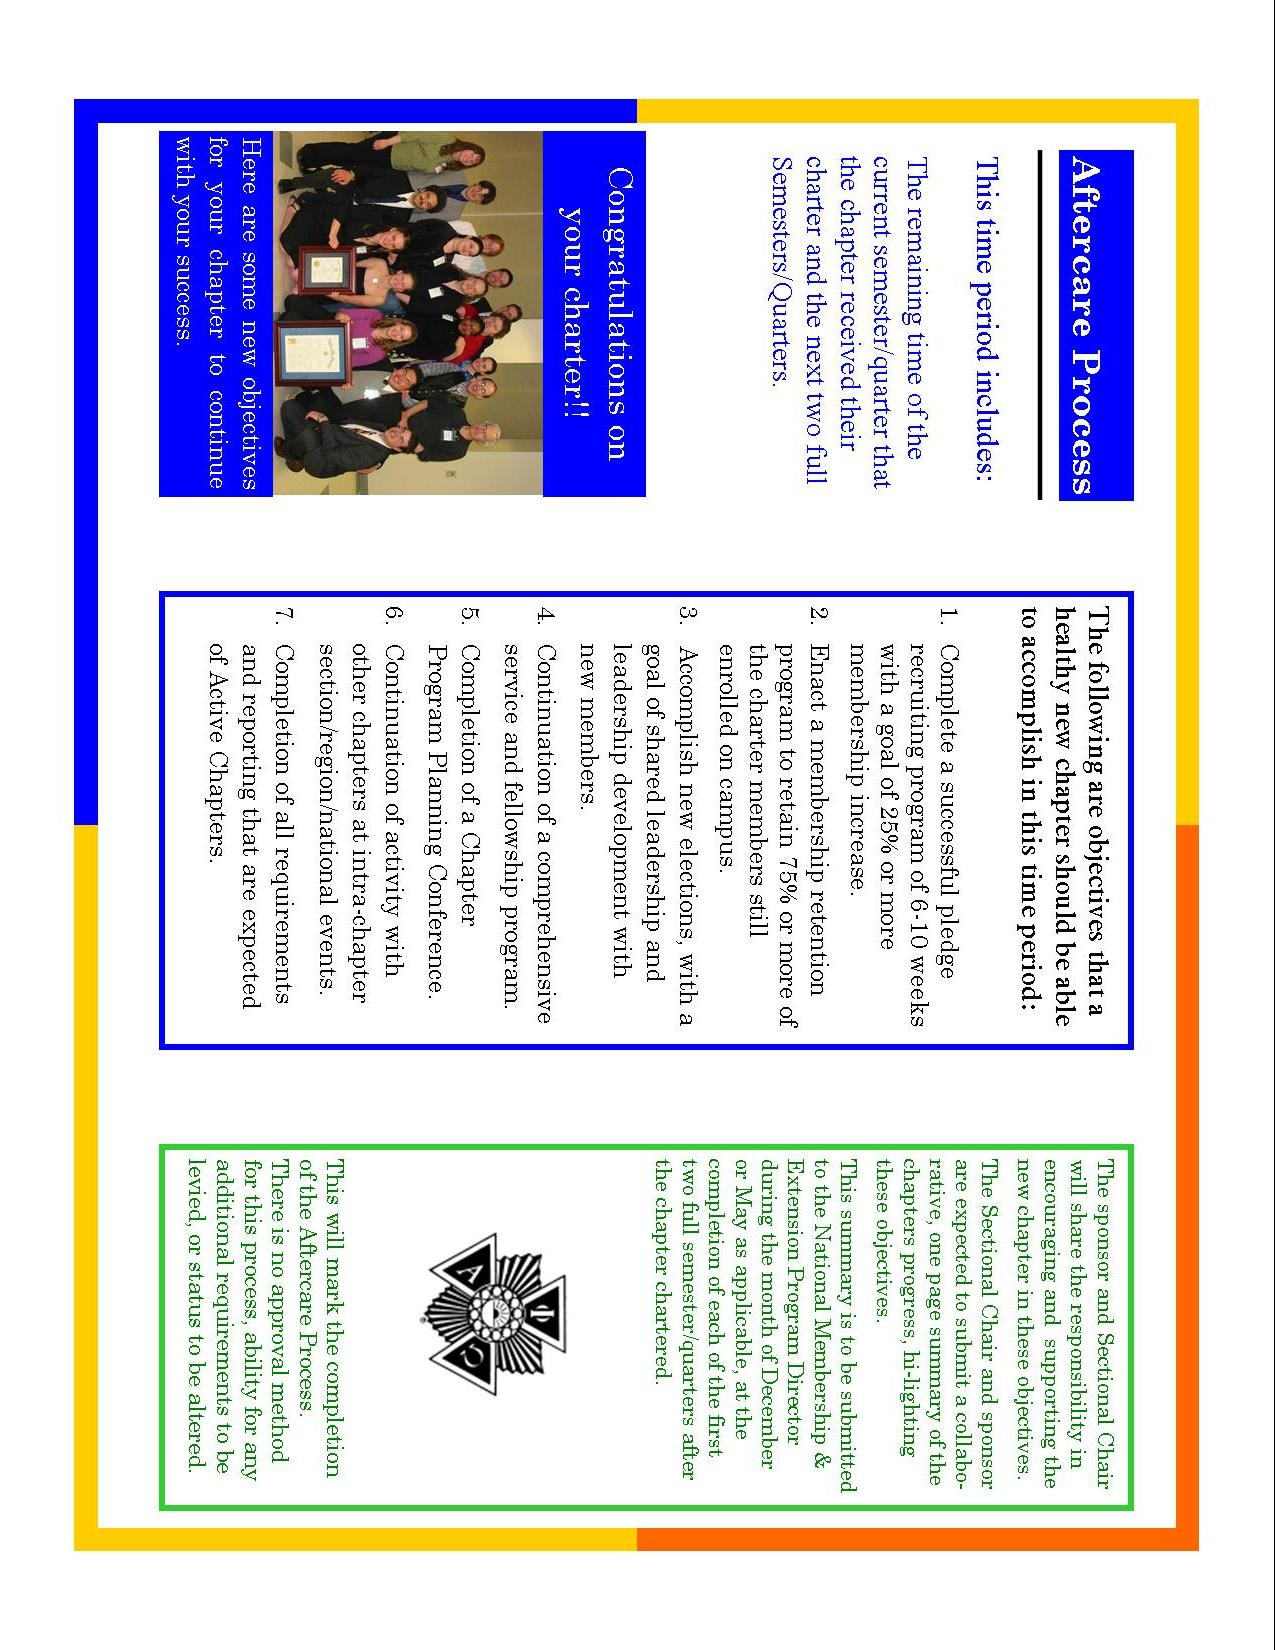 Aftercare Process
This time period includes:
The remaining time of the
current semester/quarter that
the chapter received their
charter and the next two full
Semesters/Quarters.
Congratulations on
your charter!!
Here are some new objectives
for your chapter to continue
with your success.
The following are objectives that a
healthy new chapter should be able
to accomplish in this time period:
1. Complete a successful pledge
recruiting program of 6-10 weeks
with a goal of 25% or more
membership increase.
2. Enact a membership retention
program to retain 75% or more of
the charter members still
enrolled on campus.
3. Accomplish new elections, with a
goal of shared leadership and
leadership development with
new members.
4. Continuation of a comprehensive
service and fellowship program.
5. Completion of a Chapter
Program Planning Conference.
6. Continuation of activity with
other chapters at intra-chapter
section/region/national events.
7. Completion of all requirements
and reporting that are expected
of Active Chapters.
The sponsor and Sectional Chair
will share the responsibility in
encouraging and supporting the
new chapter in these objectives.
The Sectional Chair and sponsor
are expected to submit a collabo-
rative, one page summary of the
chapters progress, hi-lighting
these objectives.
This summary is to be submitted
to the National Membership &
Extension Program Director
during the month of December
or May as applicable, at the
completion of each of the first
two full semester/quarters after
the chapter chartered.
Α Φ Ω
®
This will mark the completion
of the Aftercare Process.
There is no approval method
for this process, ability for any
additional requirements to be
levied, or status to be altered.